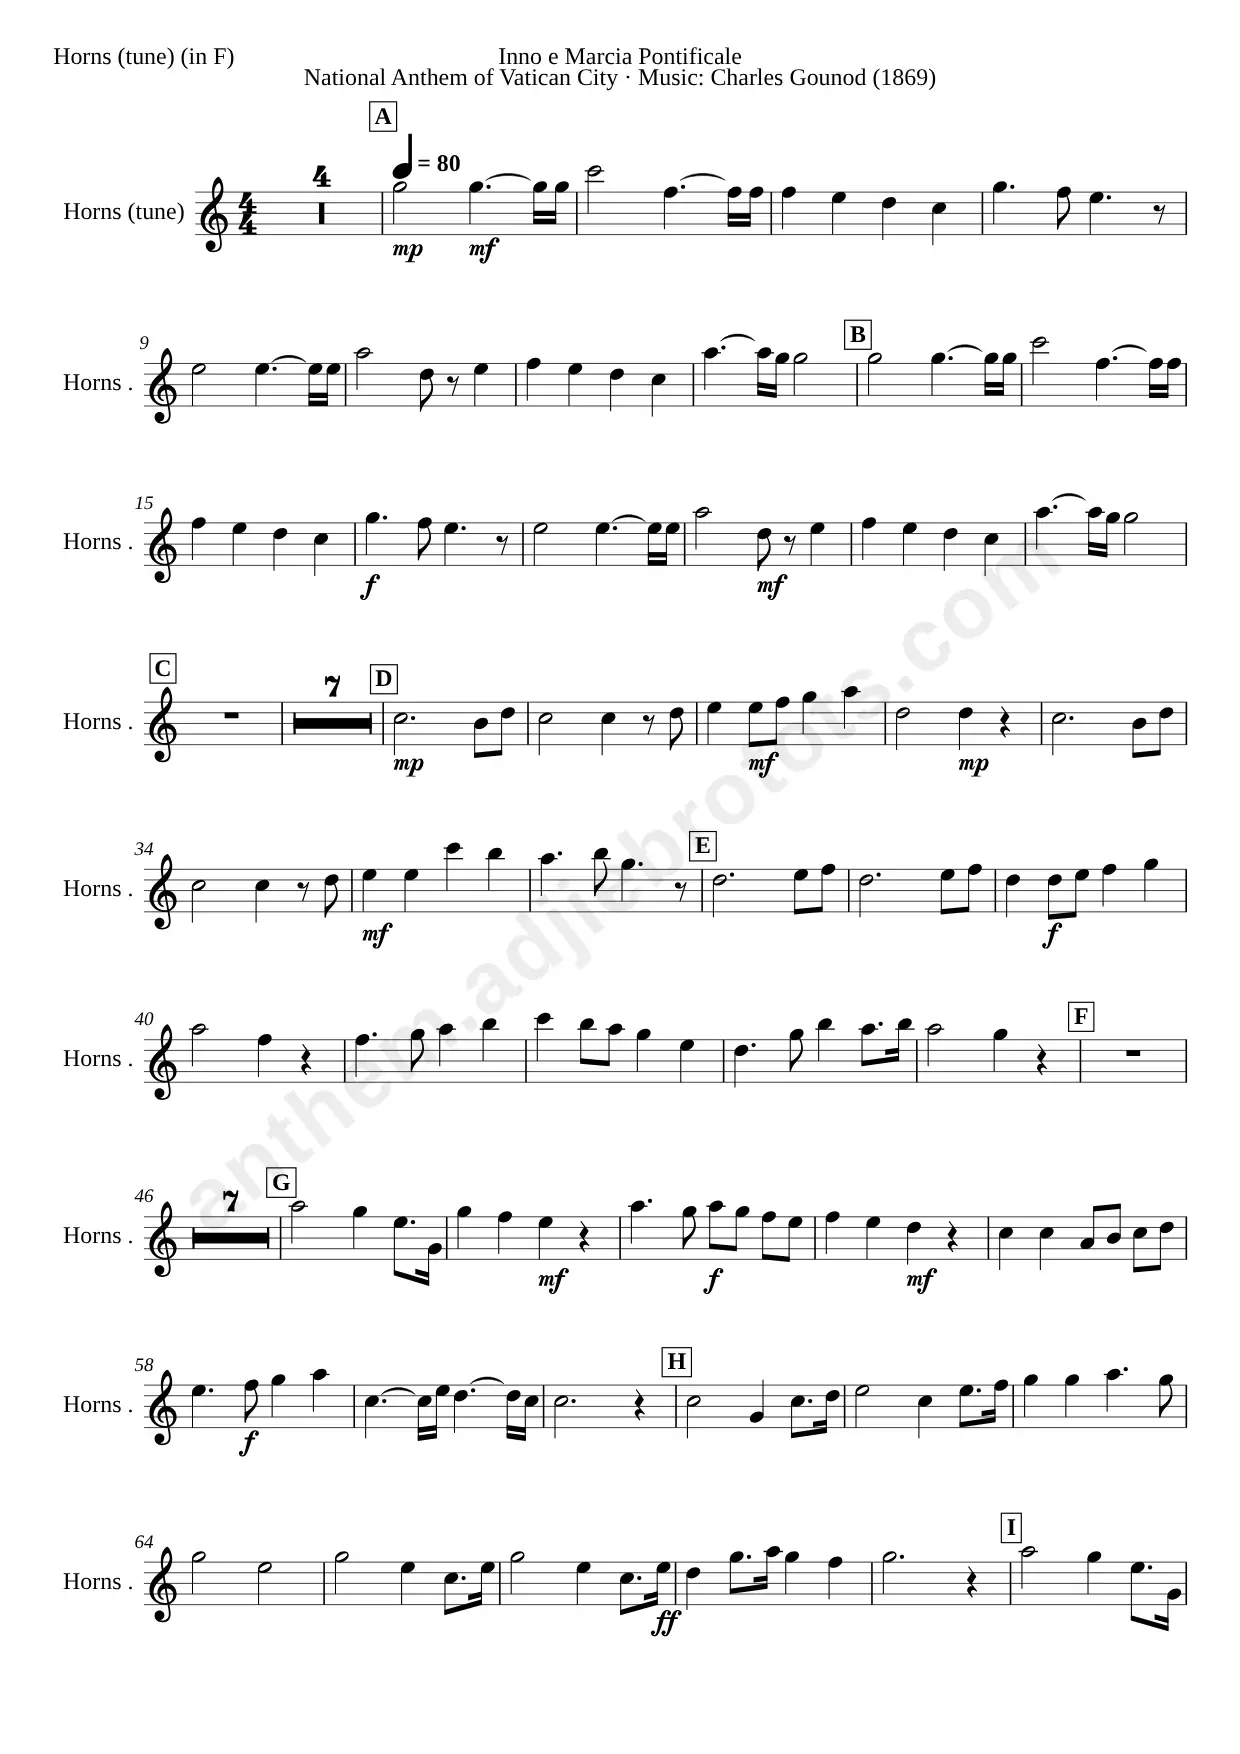 Horns (tune) (in F)
Inno e Marcia Pontificale
National Anthem of Vatican City · Music: Charles Gounod (1869)
A
4
= 80
Horns (tune)
4
4
mp mf
9
B
Horns .
15
Horns .
f mf
C
7
D
Horns .
mp mf mp
34
E
Horns .
mf f
40
F
Horns .
46
7
G
Horns .
mf f mf
58
H
Horns .
f
64
I
Horns .
ff
anthem.adjiebrotots.com